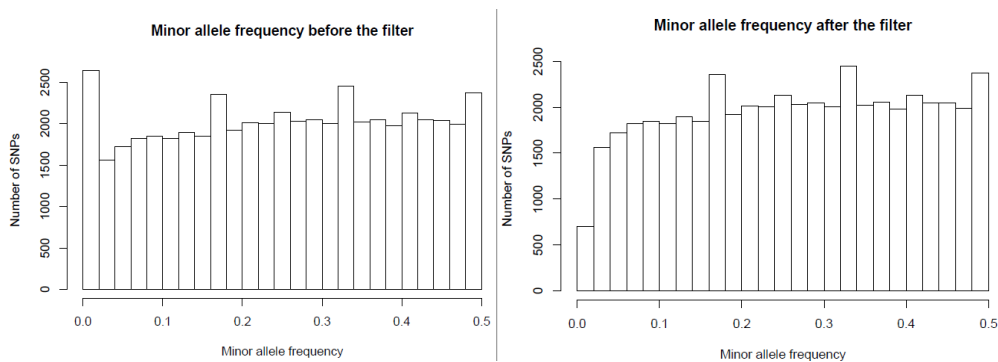 Minor allele frequency before the filter
Number of SNPs
2500
2000
1500
1000
500
0
0.0 0.1 0.2 0.3 0.4 0.5
Minor allele frequency
Minor allele frequency after the filter
Number of SNPs
2500
2000
1500
1000
500
0
0.0 0.1 0.2 0.3 0.4 0.5
Minor allele frequency